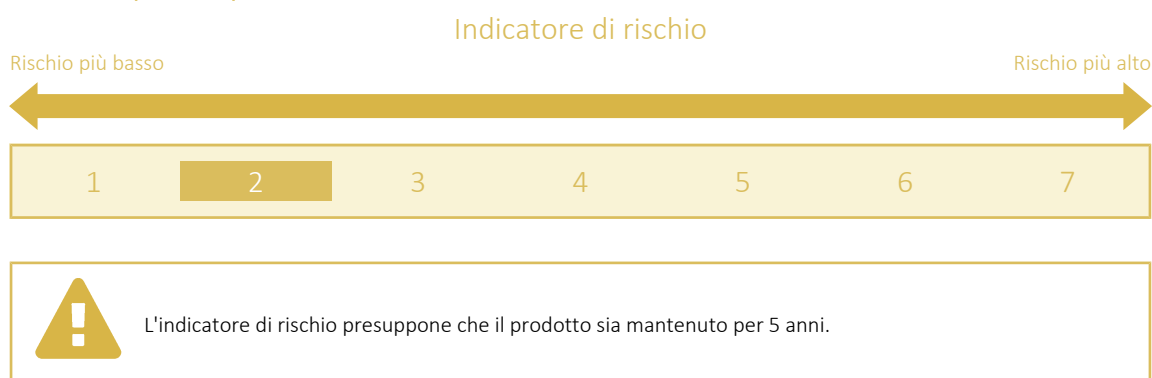 Indicatore di rischio
Rischio più basso Rischio più alto
1 2 3 4 5 6 7
L'indicatore di rischio presuppone che il prodotto sia mantenuto per 5 anni.